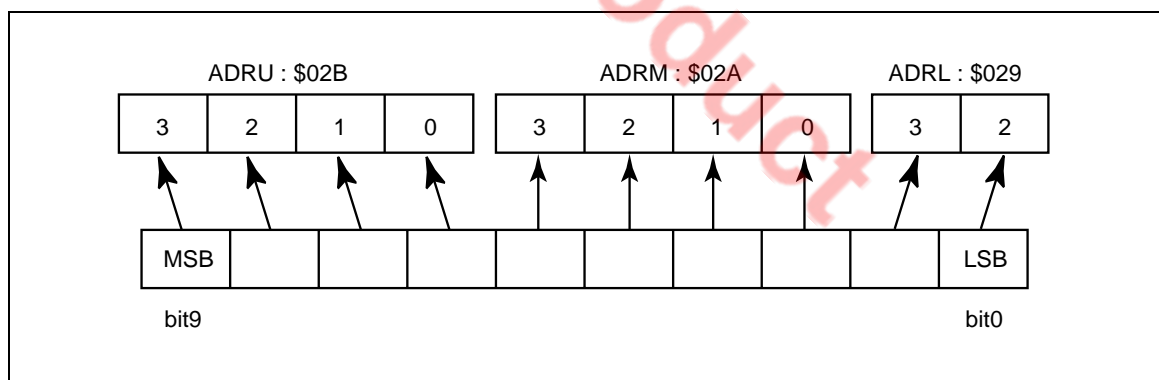 oduct
ADRU : $02B ADRM : $02A ADRL : $029
3 2 1 0 3 2 1 0 3 2
MSB LSB
bit9 bit0